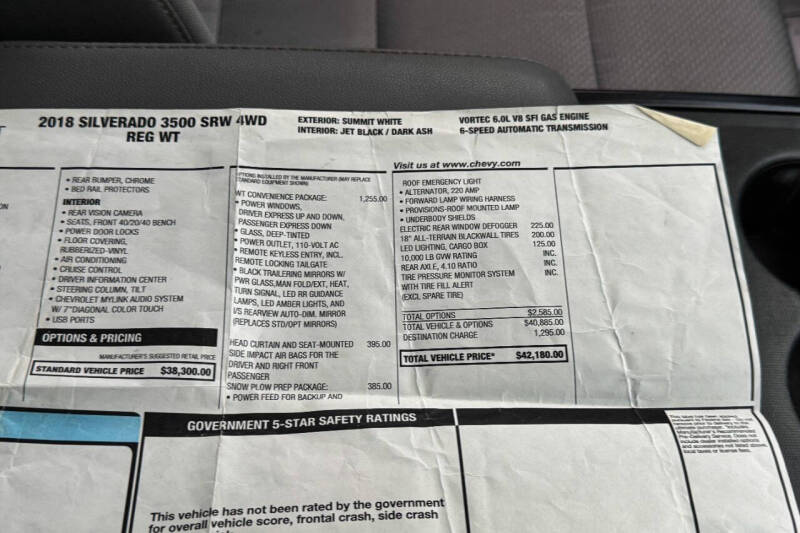 2018 SILVERADO 3500 SRW 4WD
REG WT
EXTERIOR: SUMMIT WHITE
INTERIOR: JET BLACK / DARK ASH
VORTEC 6.0L V8 SFI GAS ENGINE
6-SPEED AUTOMATIC TRANSMISSION
Visit us at www.chevy.com
• REAR BUMPER, CHROME
• BED RAIL PROTECTORS
INTERIOR
• REAR VISION CAMERA
• SEATS, FRONT 40/20/40 BENCH
• POWER DOOR LOCKS
• FLOOR COVERING,
RUBBERIZED-VINYL
• AIR CONDITIONING
• CRUISE CONTROL
• DRIVER INFORMATION CENTER
• STEERING COLUMN, TILT
• CHEVROLET MYLINK AUDIO SYSTEM
W/ 7"DIAGONAL COLOR TOUCH
• USB PORTS
OPTIONS & PRICING
MANUFACTURER'S SUGGESTED RETAIL PRICE
STANDARD VEHICLE PRICE $38,300.00
OPTIONS INSTALLED BY THE MANUFACTURER (MAY REPLACE
STANDARD EQUIPMENT SHOWN)
WT CONVENIENCE PACKAGE: 1,255.00
• POWER WINDOWS,
DRIVER EXPRESS UP AND DOWN,
PASSENGER EXPRESS DOWN
• GLASS, DEEP-TINTED
• POWER OUTLET, 110-VOLT AC
• REMOTE KEYLESS ENTRY, INCL.
REMOTE LOCKING TAILGATE
• BLACK TRAILERING MIRRORS W/
PWR GLASS,MAN FOLD/EXT, HEAT,
TURN SIGNAL, LED RR GUIDANCE
LAMPS, LED AMBER LIGHTS, AND
I/S REARVIEW AUTO-DIM. MIRROR
(REPLACES STD/OPT MIRRORS)
HEAD CURTAIN AND SEAT-MOUNTED 395.00
SIDE IMPACT AIR BAGS FOR THE
DRIVER AND RIGHT FRONT
PASSENGER
SNOW PLOW PREP PACKAGE: 385.00
• POWER FEED FOR BACKUP AND
ROOF EMERGENCY LIGHT
• ALTERNATOR, 220 AMP
• FORWARD LAMP WIRING HARNESS
• PROVISIONS-ROOF MOUNTED LAMP
• UNDERBODY SHIELDS
ELECTRIC REAR WINDOW DEFOGGER 225.00
18" ALL-TERRAIN BLACKWALL TIRES 200.00
LED LIGHTING, CARGO BOX 125.00
10,000 LB GVW RATING INC.
REAR AXLE, 4.10 RATIO INC.
TIRE PRESSURE MONITOR SYSTEM INC.
WITH TIRE FILL ALERT
(EXCL SPARE TIRE)
TOTAL OPTIONS $2,585.00
TOTAL VEHICLE & OPTIONS $40,885.00
DESTINATION CHARGE 1,295.00
TOTAL VEHICLE PRICE* $42,180.00
GOVERNMENT 5-STAR SAFETY RATINGS
This vehicle has not been rated by the government
for overall vehicle score, frontal crash, side crash